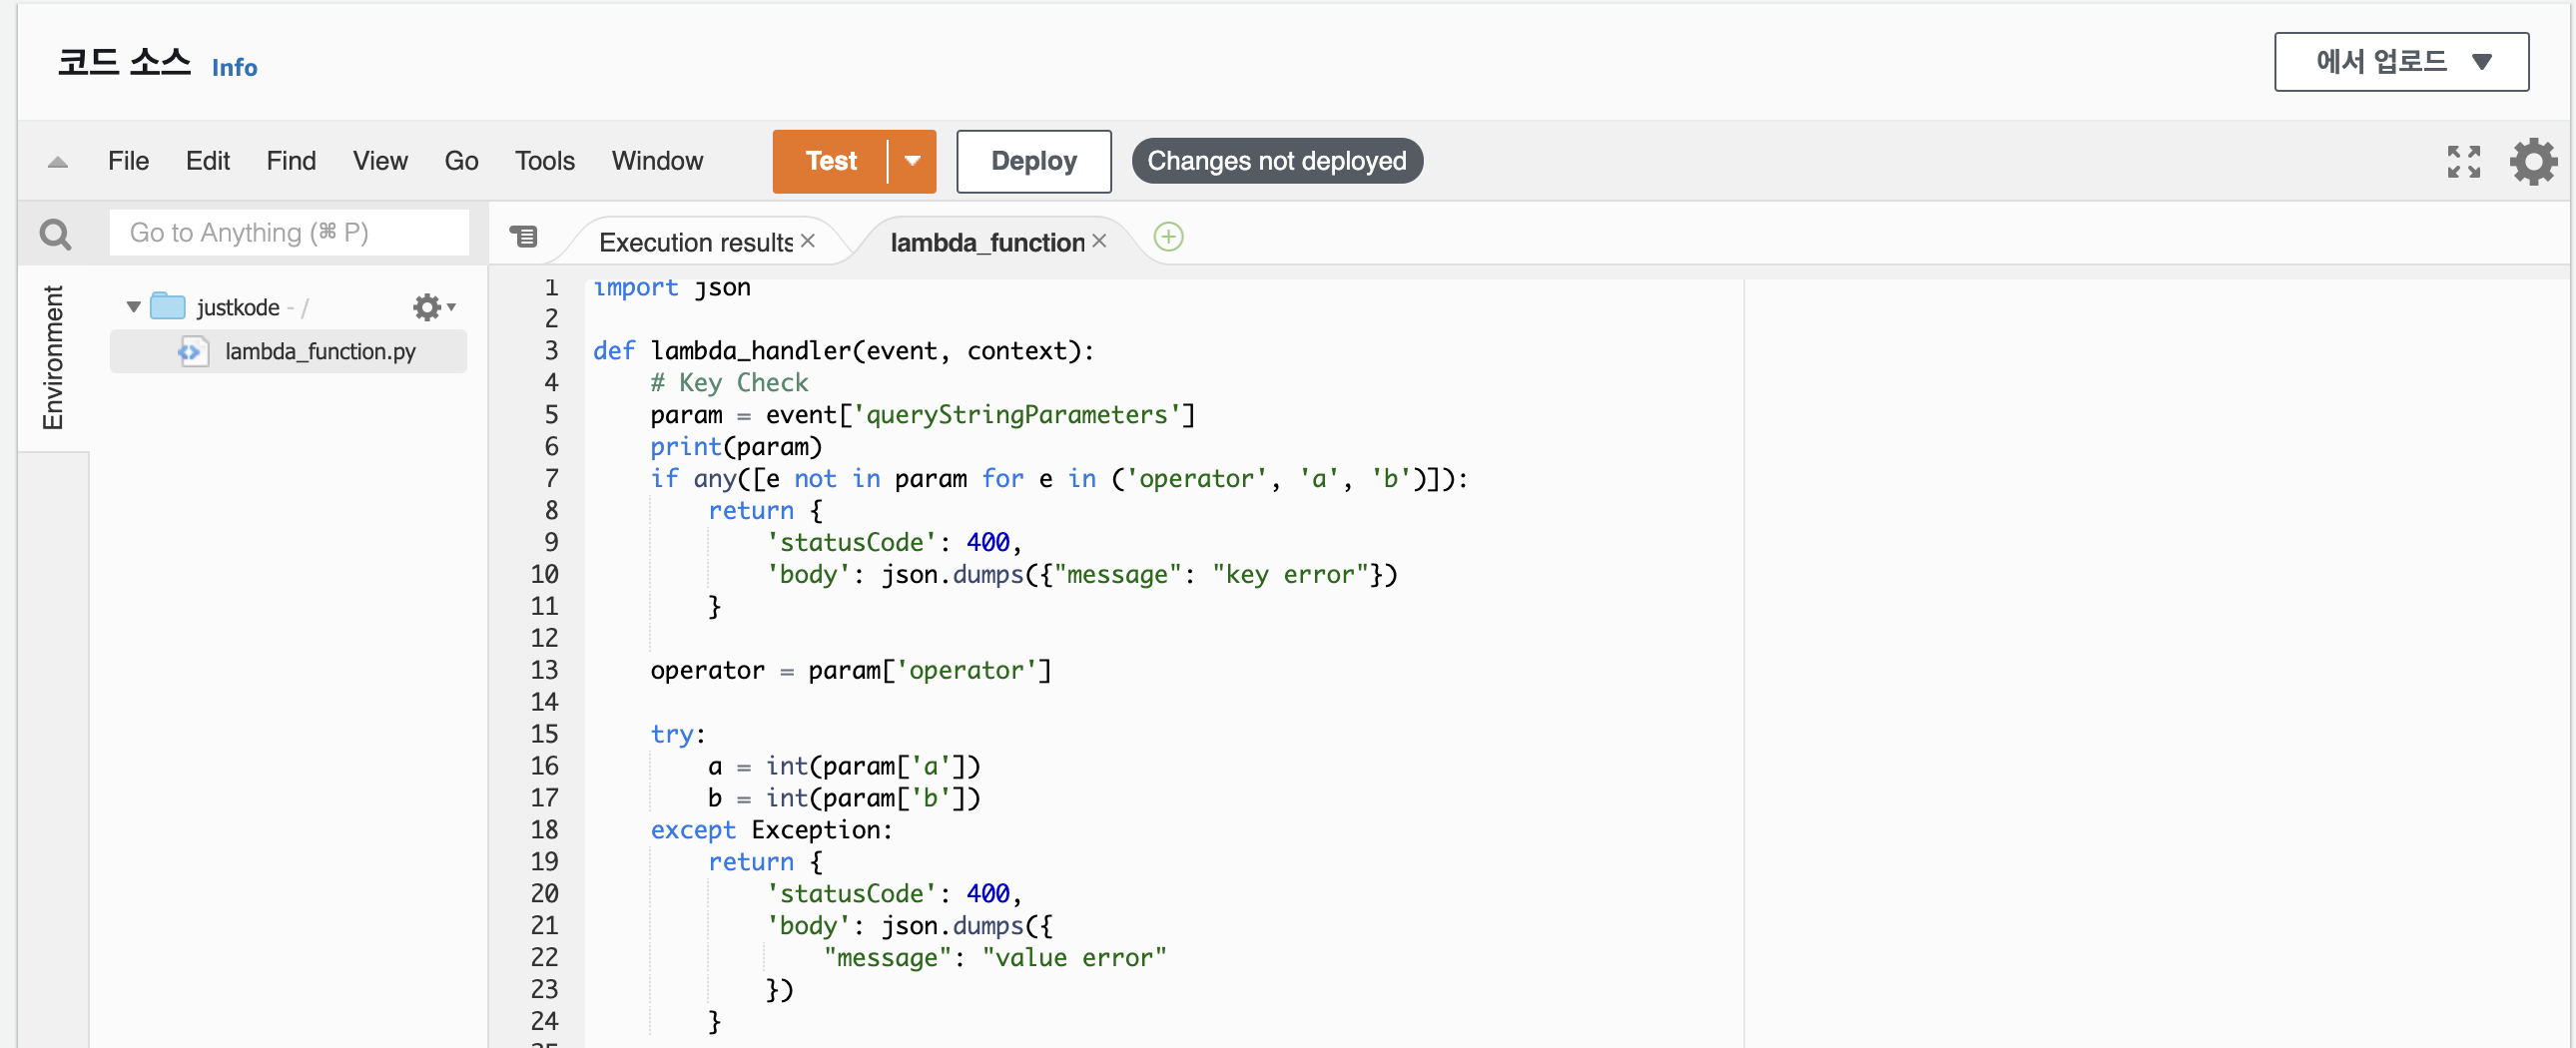 코드 소스 Info
에서 업로드
File Edit Find View Go Tools Window Test Deploy Changes not deployed
Go to Anything (⌘ P)
Execution results
lambda_function
Environment
justkode - /
lambda_function.py
1 import json
2
3 def lambda_handler(event, context):
4     # Key Check
5     param = event['queryStringParameters']
6     print(param)
7     if any([e not in param for e in ('operator', 'a', 'b')]):
8         return {
9             'statusCode': 400,
10             'body': json.dumps({"message": "key error"})
11         }
12
13     operator = param['operator']
14
15     try:
16         a = int(param['a'])
17         b = int(param['b'])
18     except Exception:
19         return {
20             'statusCode': 400,
21             'body': json.dumps({
22                 "message": "value error"
23             })
24         }